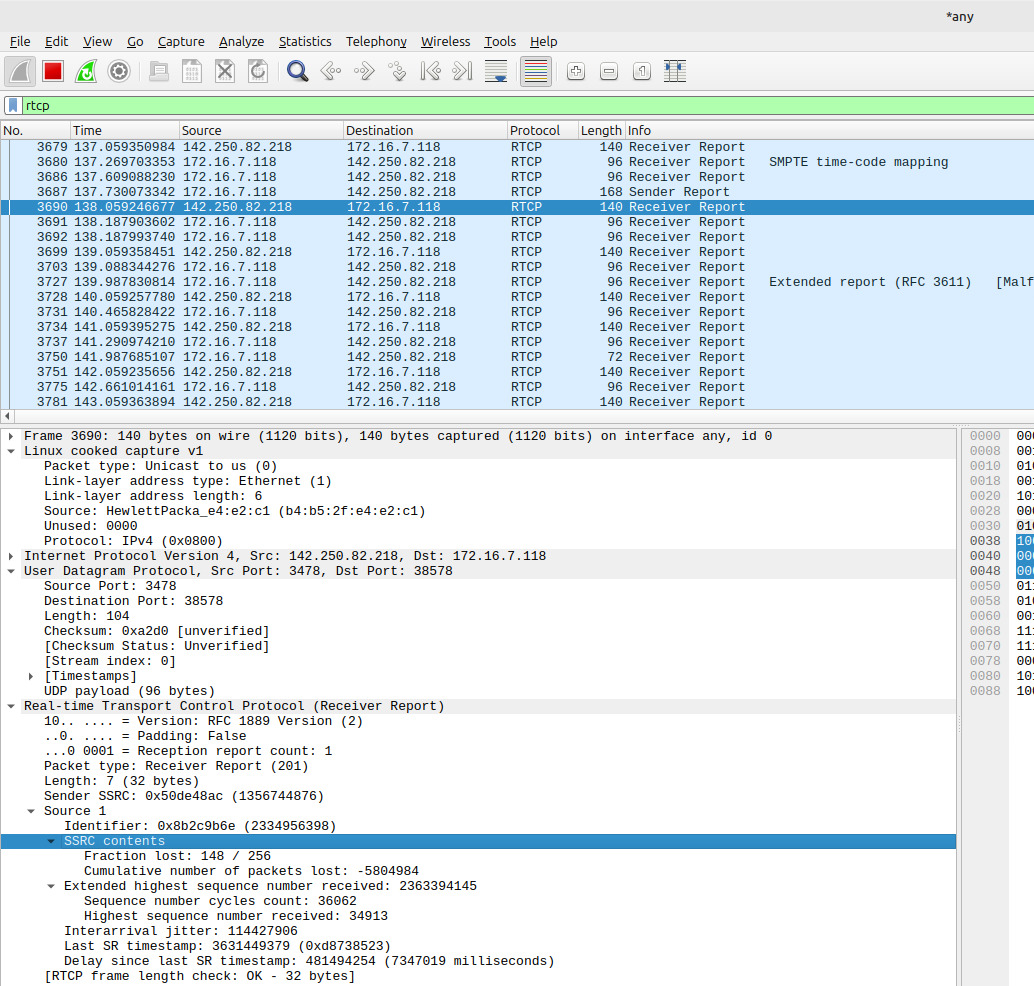 *any
File Edit View Go Capture Analyze Statistics Telephony Wireless Tools Help
rtcp
No. Time Source Destination Protocol Length Info
3679 137.059350984 142.250.82.218 172.16.7.118 RTCP 140 Receiver Report
3680 137.269703353 172.16.7.118 142.250.82.218 RTCP 96 Receiver Report SMPTE time-code mapping
3686 137.609088230 172.16.7.118 142.250.82.218 RTCP 96 Receiver Report
3687 137.730073342 172.16.7.118 142.250.82.218 RTCP 168 Sender Report
3690 138.059246677 142.250.82.218 172.16.7.118 RTCP 140 Receiver Report
3691 138.187903602 172.16.7.118 142.250.82.218 RTCP 96 Receiver Report
3692 138.187993740 172.16.7.118 142.250.82.218 RTCP 96 Receiver Report
3699 139.059358451 142.250.82.218 172.16.7.118 RTCP 140 Receiver Report
3703 139.088344276 172.16.7.118 142.250.82.218 RTCP 96 Receiver Report
3727 139.987830814 172.16.7.118 142.250.82.218 RTCP 96 Receiver Report Extended report (RFC 3611) [Malf
3728 140.059257780 142.250.82.218 172.16.7.118 RTCP 140 Receiver Report
3731 140.465828422 172.16.7.118 142.250.82.218 RTCP 96 Receiver Report
3734 141.059395275 142.250.82.218 172.16.7.118 RTCP 140 Receiver Report
3737 141.290974210 172.16.7.118 142.250.82.218 RTCP 96 Receiver Report
3750 141.987685107 172.16.7.118 142.250.82.218 RTCP 72 Receiver Report
3751 142.059235656 142.250.82.218 172.16.7.118 RTCP 140 Receiver Report
3775 142.661014161 172.16.7.118 142.250.82.218 RTCP 96 Receiver Report
3781 143.059363894 142.250.82.218 172.16.7.118 RTCP 140 Receiver Report
Frame 3690: 140 bytes on wire (1120 bits), 140 bytes captured (1120 bits) on interface any, id 0
Linux cooked capture v1
Packet type: Unicast to us (0)
Link-layer address type: Ethernet (1)
Link-layer address length: 6
Source: HewlettPacka_e4:e2:c1 (b4:b5:2f:e4:e2:c1)
Unused: 0000
Protocol: IPv4 (0x0800)
Internet Protocol Version 4, Src: 142.250.82.218, Dst: 172.16.7.118
User Datagram Protocol, Src Port: 3478, Dst Port: 38578
Source Port: 3478
Destination Port: 38578
Length: 104
Checksum: 0xa2d0 [unverified]
[Checksum Status: Unverified]
[Stream index: 0]
[Timestamps]
UDP payload (96 bytes)
Real-time Transport Control Protocol (Receiver Report)
10.. .... = Version: RFC 1889 Version (2)
..0. .... = Padding: False
...0 0001 = Reception report count: 1
Packet type: Receiver Report (201)
Length: 7 (32 bytes)
Sender SSRC: 0x50de48ac (1356744876)
Source 1
Identifier: 0x8b2c9b6e (2334956398)
SSRC contents
Fraction lost: 148 / 256
Cumulative number of packets lost: -5804984
Extended highest sequence number received: 2363394145
Sequence number cycles count: 36062
Highest sequence number received: 34913
Interarrival jitter: 114427906
Last SR timestamp: 3631449379 (0xd8738523)
Delay since last SR timestamp: 481494254 (7347019 milliseconds)
[RTCP frame length check: OK - 32 bytes]
0000 00
0008 00
0010 01
0018 00
0020 10
0028 00
0030 01
0038 10
0040 00
0048 00
0050 01
0058 01
0060 00
0068 11
0070 11
0078 00
0080 10
0088 10